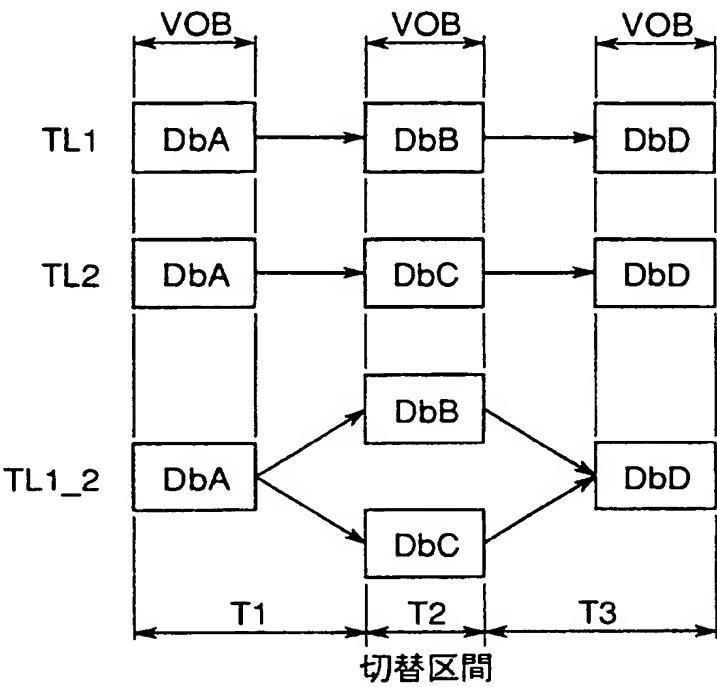 VOB VOB VOB
TL1 DbA DbB DbD
TL2 DbA DbC DbD
DbB
TL1_2 DbA DbD
DbC
T1 T2 T3
切替区間